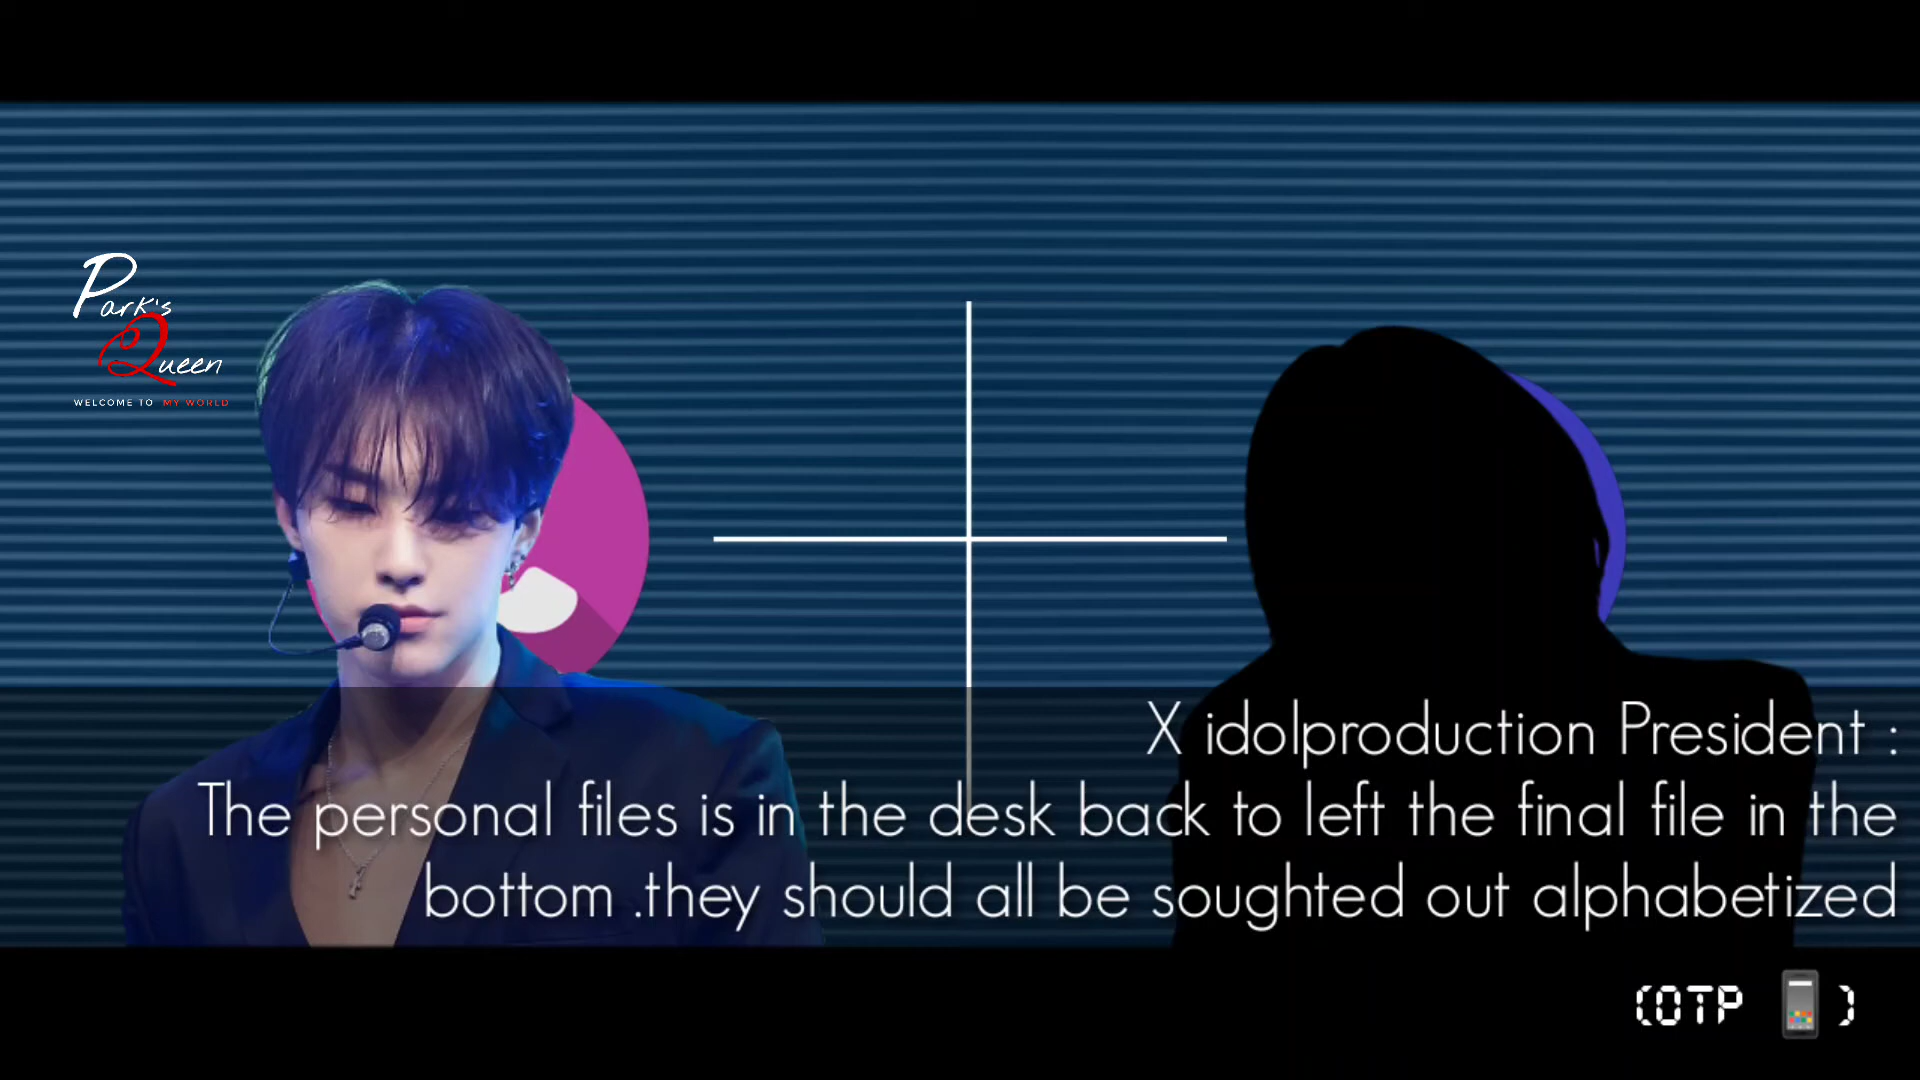 Park's
Queen
WELCOME TO MY WORLD
X idolproduction President :
The personal files is in the desk back to left the final file in the
bottom .they should all be soughted out alphabetized
(OTP 📱 )